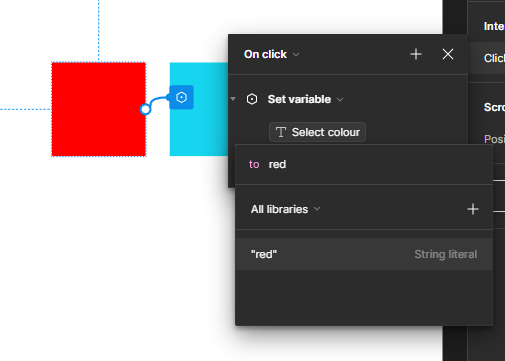 On click
Set variable
Select colour
to red
All libraries
"red" String literal
Inte
Click
Scro
Posi